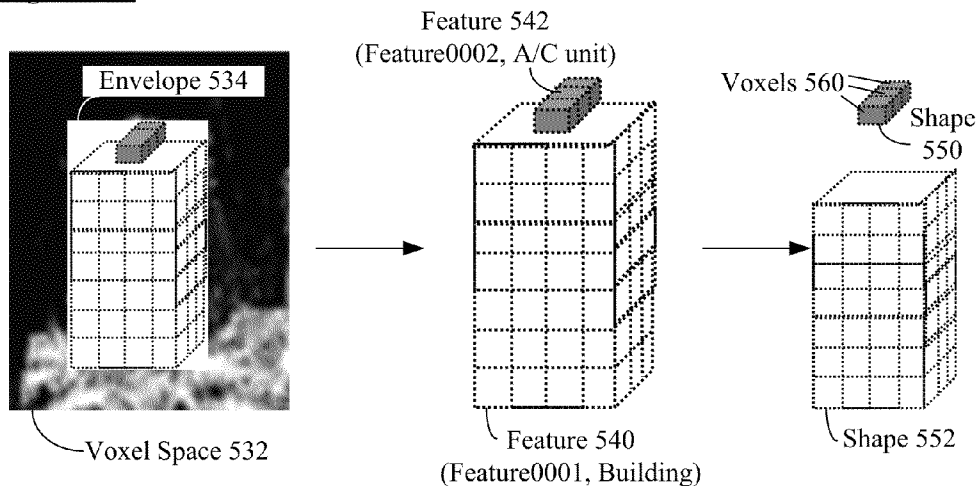 Feature 542
(Feature0002, A/C unit)
Envelope 534
Voxels 560
Shape
550
Voxel Space 532
Feature 540
(Feature0001, Building)
Shape 552